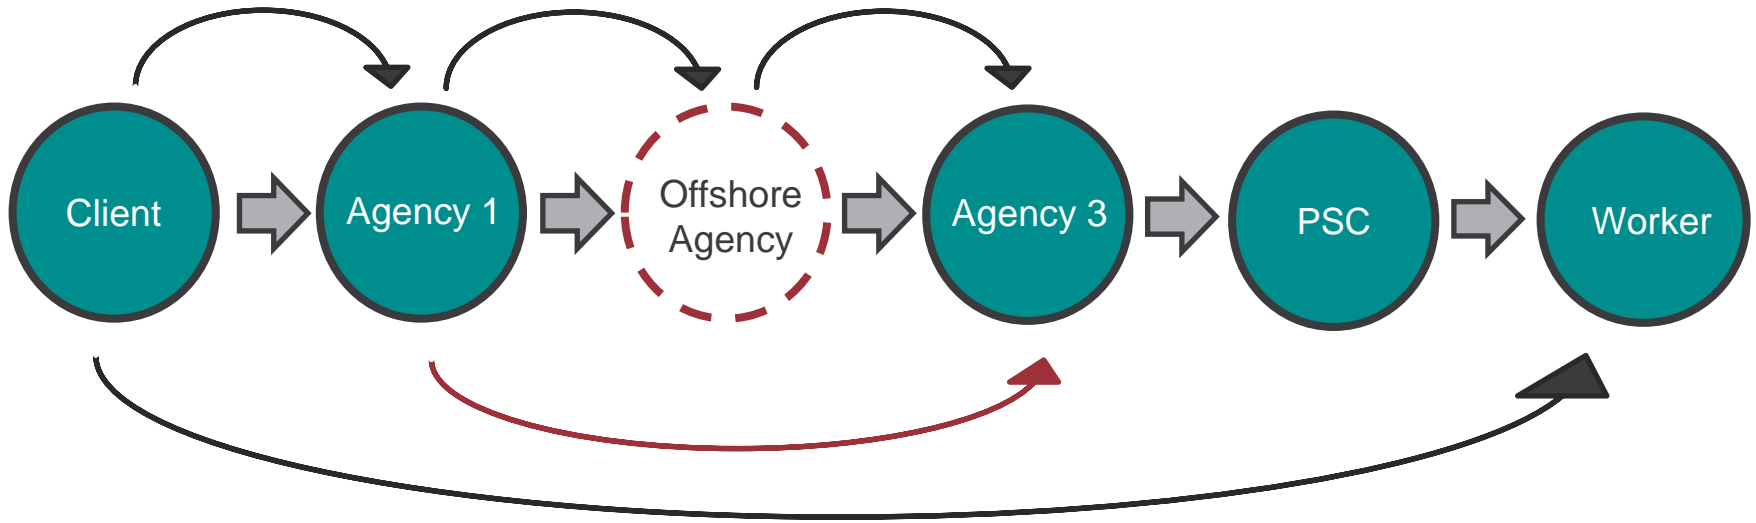 Client
Agency 1
Offshore
Agency
Agency 3
PSC
Worker